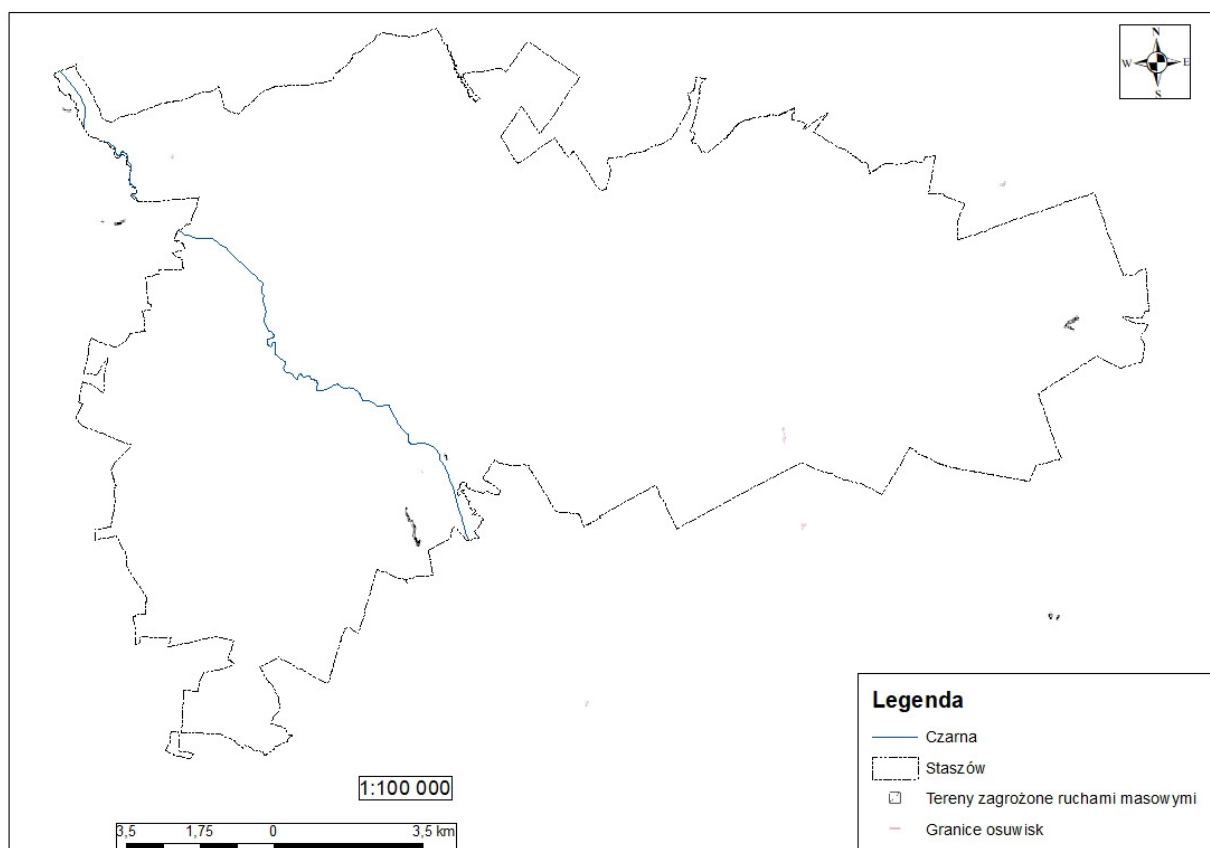 N
W E
S
1:100 000
3,5 1,75 0 3,5 km
Legenda
Czarna
Staszów
Tereny zagrożone ruchami masowymi
Granice osuwisk